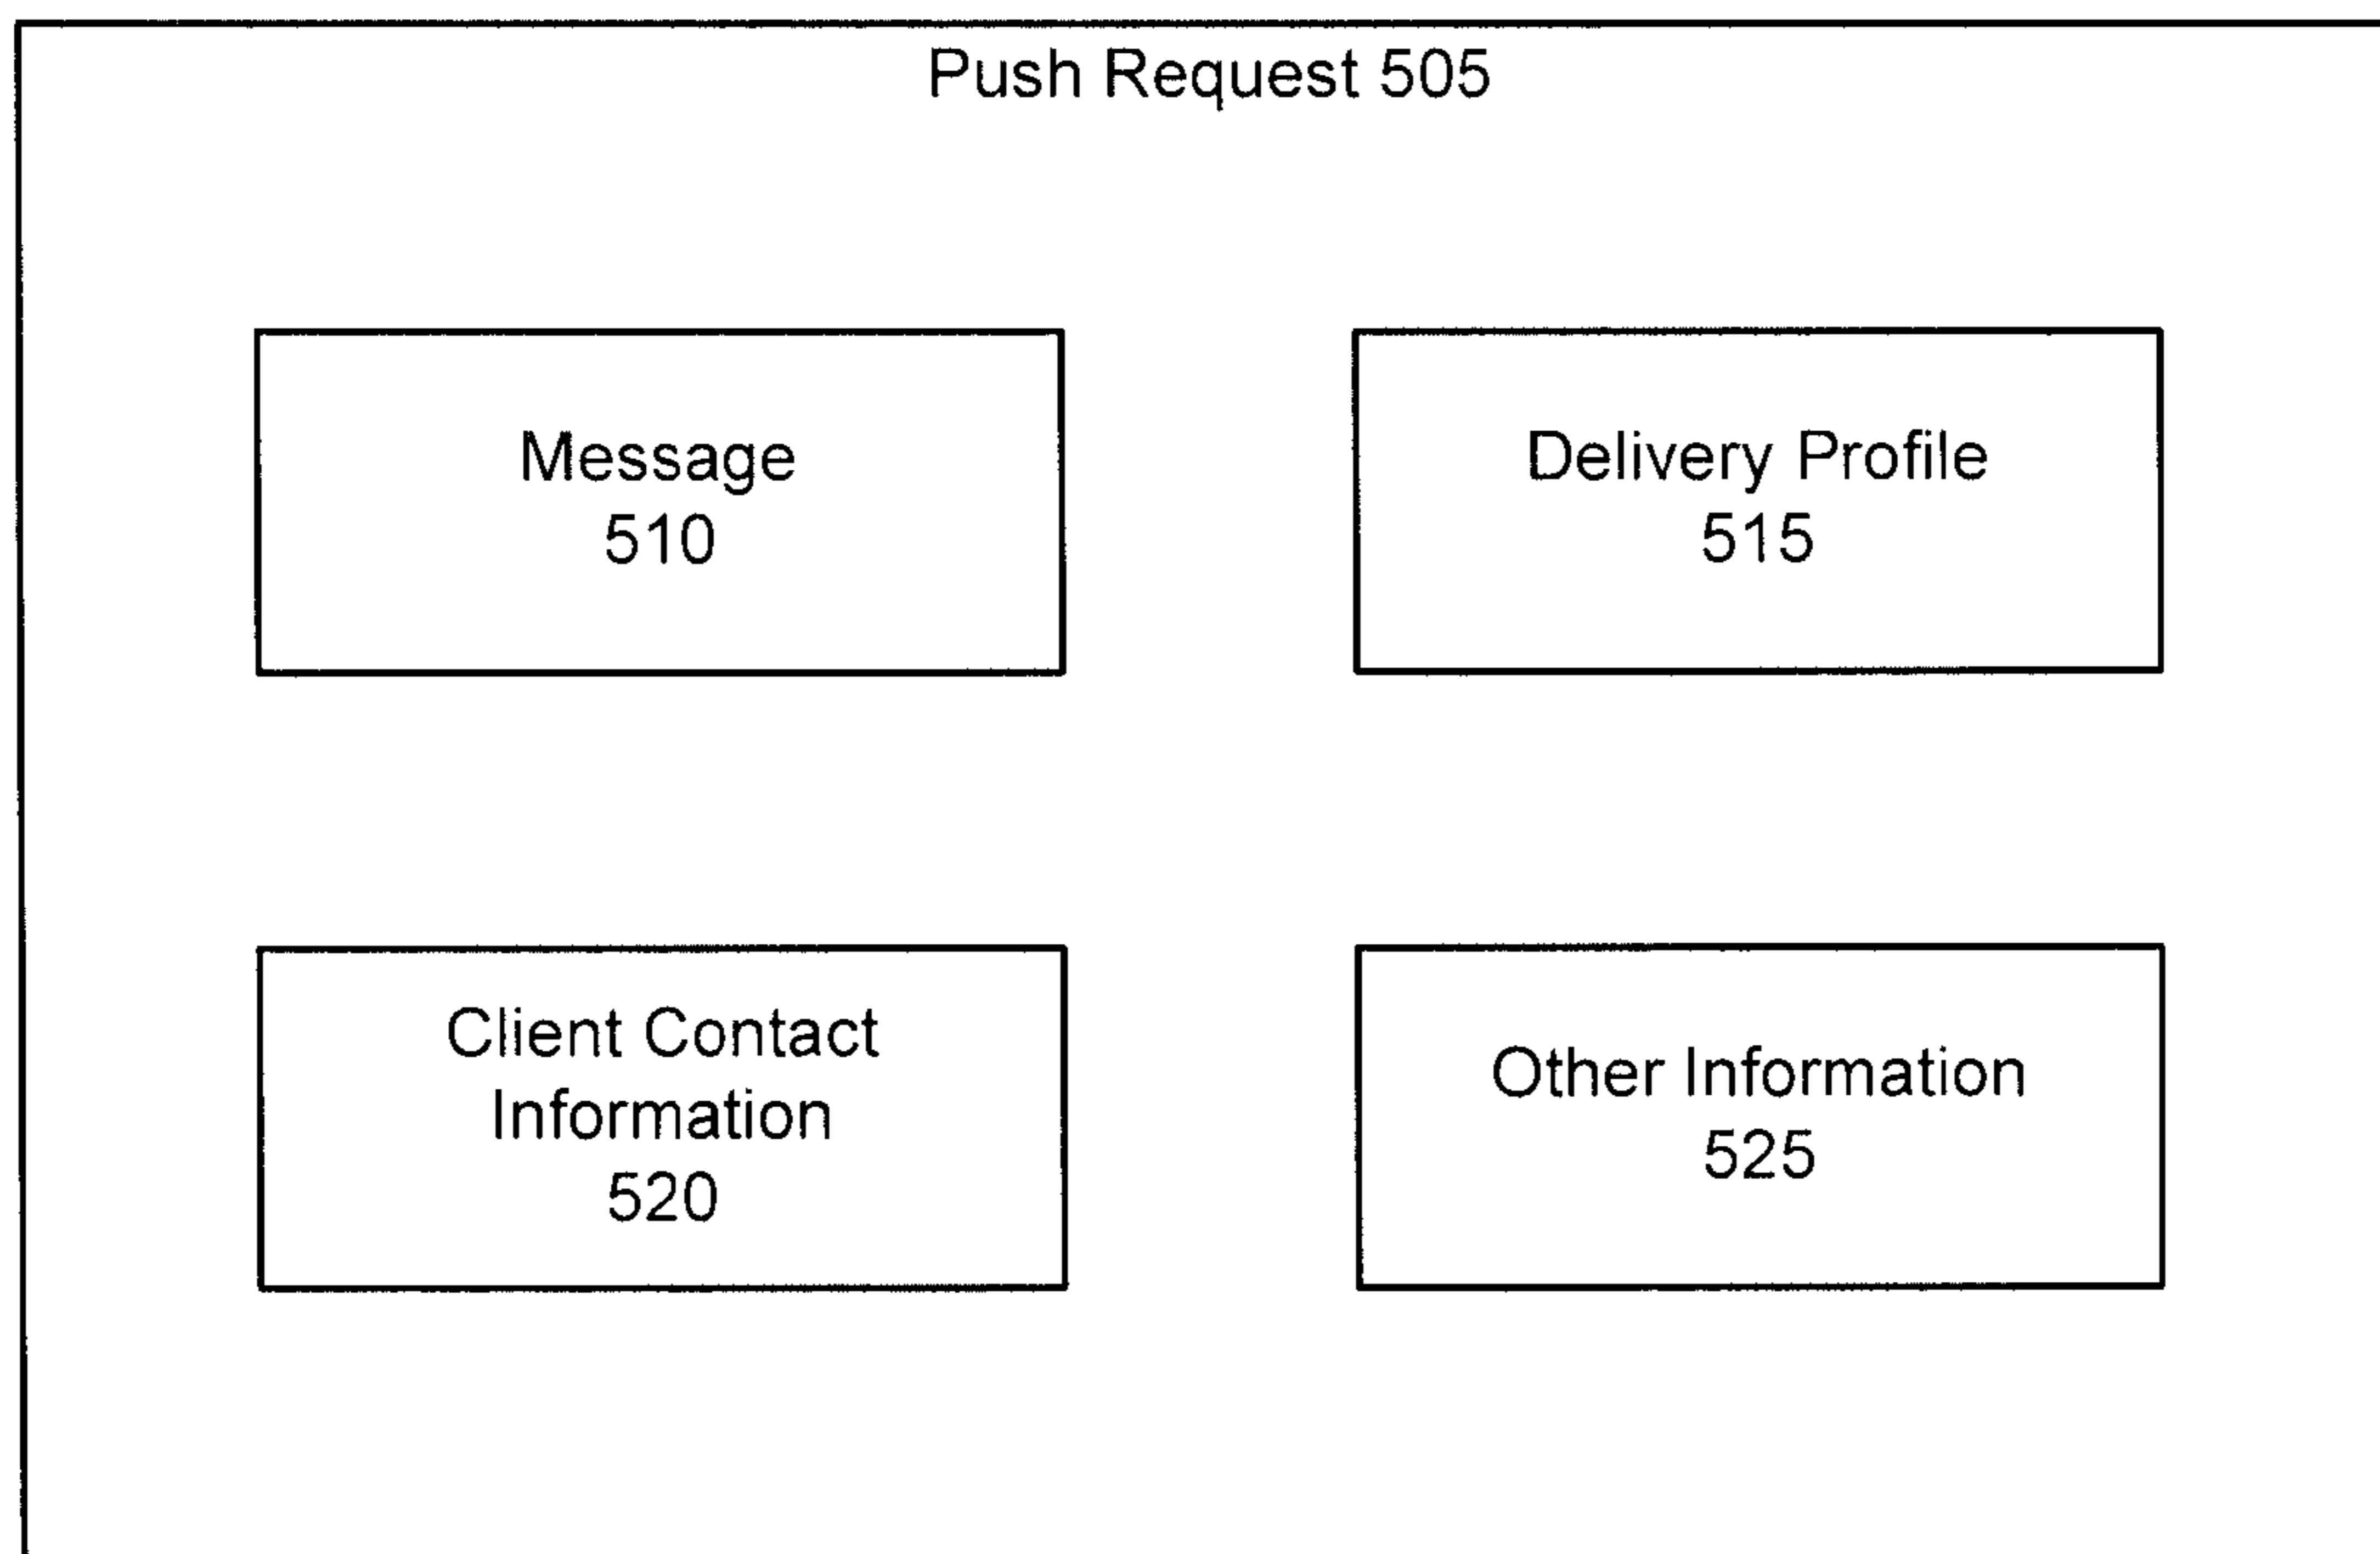 Push Request 505
Message
510
Delivery Profile
515
Client Contact
Information
520
Other Information
525